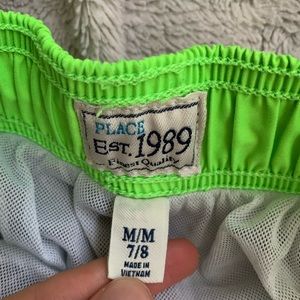 PLACE
EST. 1989
Finest Quality
M/M
7/8
MADE IN
VIETNAM